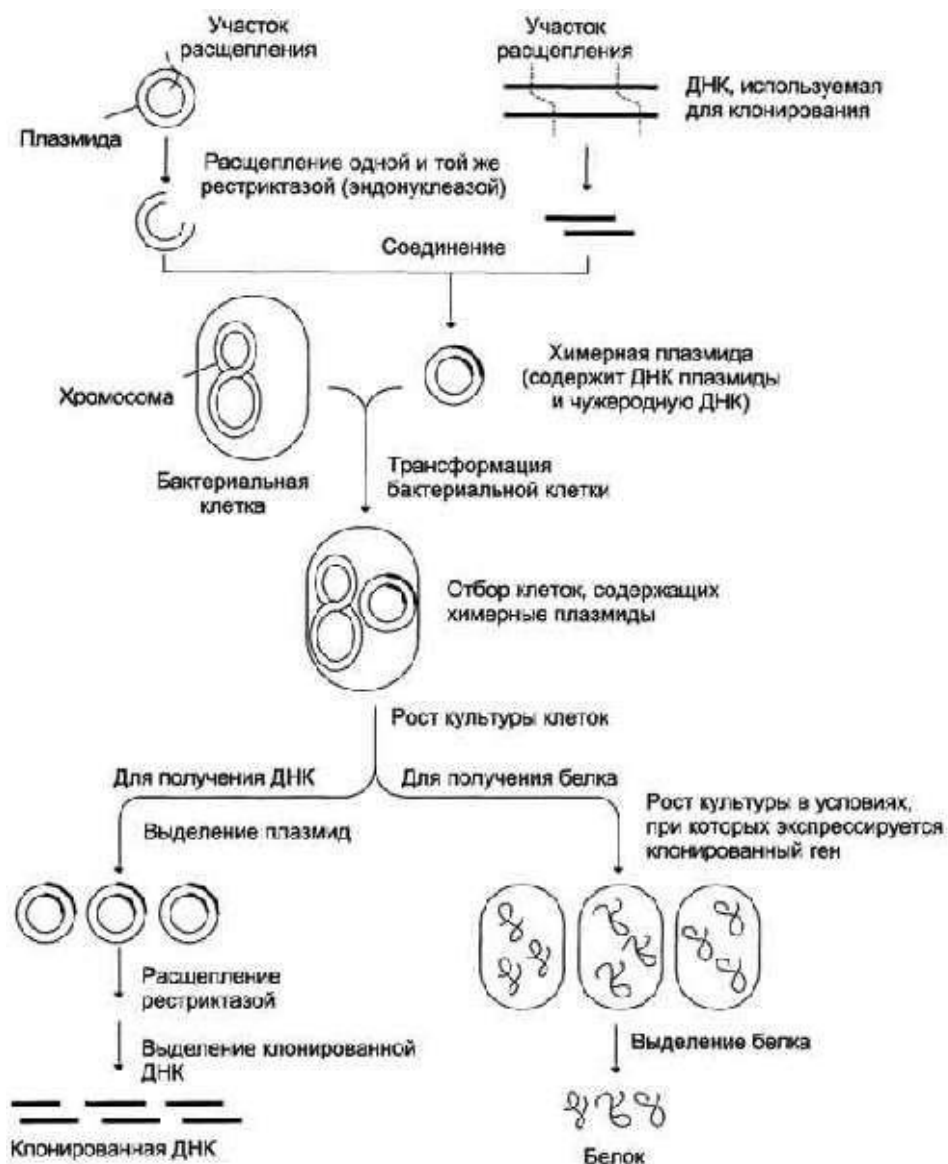 Участок
расщепления
Участок
расщепления
ДНК, используемая
для клонирования
Плазмида
Расщепление одной и той же
рестриктазой (эндонуклеазой)
Соединение
Хромосома
Химерная плазмида
(содержит ДНК плазмиды
и чужеродную ДНК)
Бактериальная
клетка
Трансформация
бактериальной клетки
Отбор клеток, содержащих
химерные плазмиды
Рост культуры клеток
Для получения ДНК
Для получения белка
Выделение плазмид
Рост культуры в условиях,
при которых экспрессируется
клонированный ген
Расщепление
рестриктазой
Выделение клонированной
ДНК
Выделение белка
Клонированная ДНК
Белок